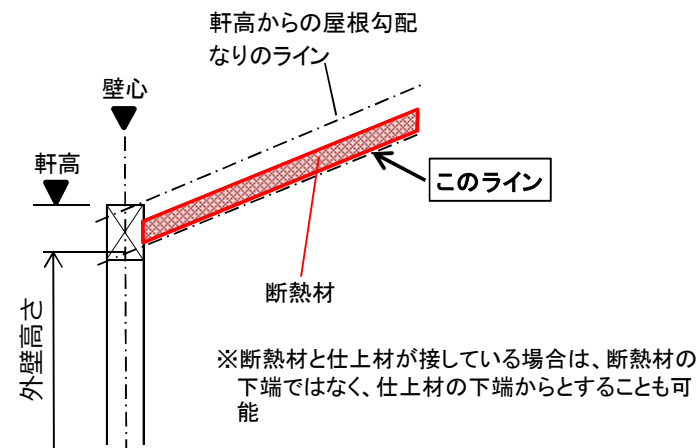 軒高からの屋根勾配
なりのライン
壁心
軒高
このライン
断熱材
外壁高さ
※断熱材と仕上材が接している場合は、断熱材の
下端ではなく、仕上材の下端からとすることも可
能